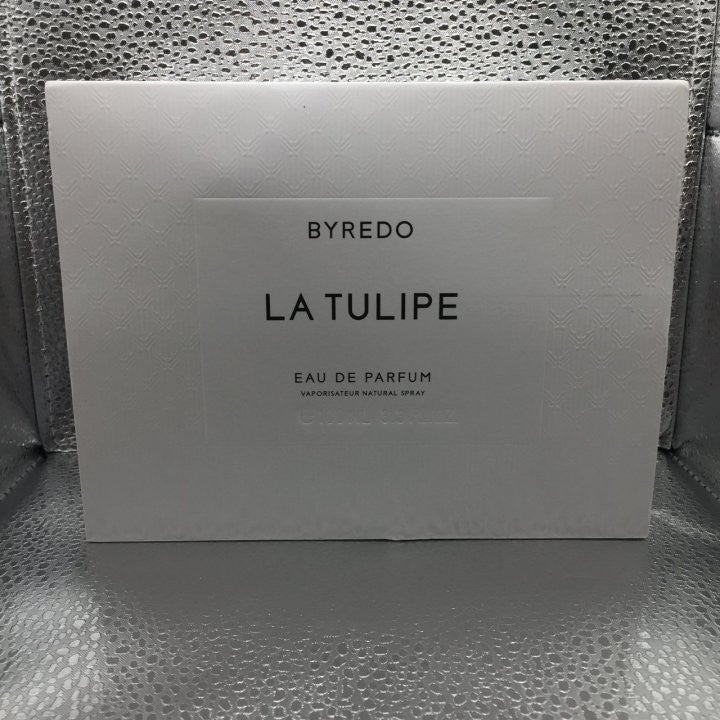 BYREDO
LA TULIPE
EAU DE PARFUM
VAPORISATEUR NATURAL SPRAY